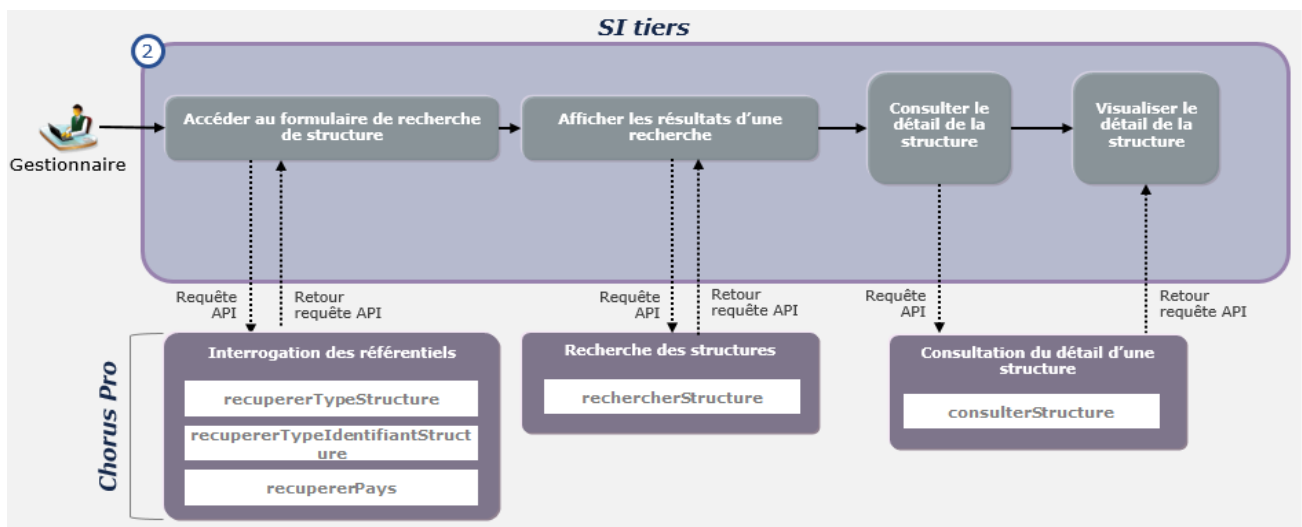 SI tiers
2
Gestionnaire
Accéder au formulaire de recherche
de structure
Afficher les résultats d'une
recherche
Consulter le
détail de la
structure
Visualiser le
détail de la
structure
Requête
API
Retour
requête API
Requête
API
Retour
requête API
Requête
API
Retour
requête API
Chorus Pro
Interrogation des référentiels
recupererTypeStructure
recupererTypeIdentifiantStruct
ure
recupererPays
Recherche des structures
rechercherStructure
Consultation du détail d'une
structure
consulterStructure